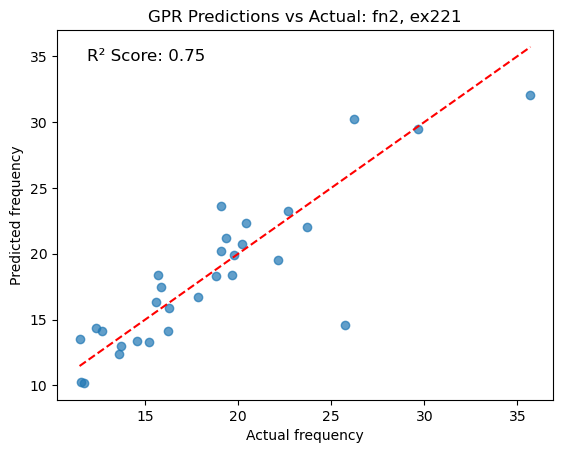 GPR Predictions vs Actual: fn2, ex221
R² Score: 0.75
Predicted frequency
35
30
25
20
15
10
15
20
25
30
35
Actual frequency